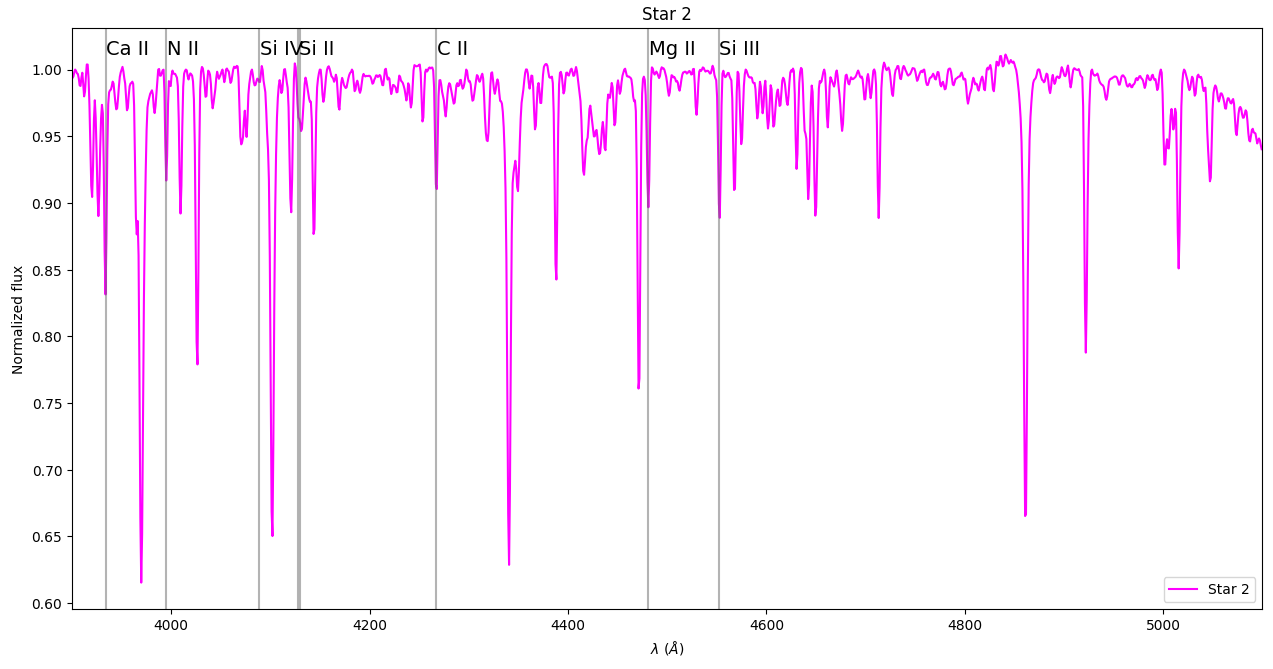 Star 2
Ca II
N II
Si IV
Si II
C II
Mg II
Si III
1.00
0.95
0.90
0.85
0.80
0.75
0.70
0.65
0.60
Normalized flux
4000
4200
4400
4600
4800
5000
λ (Å)
Star 2